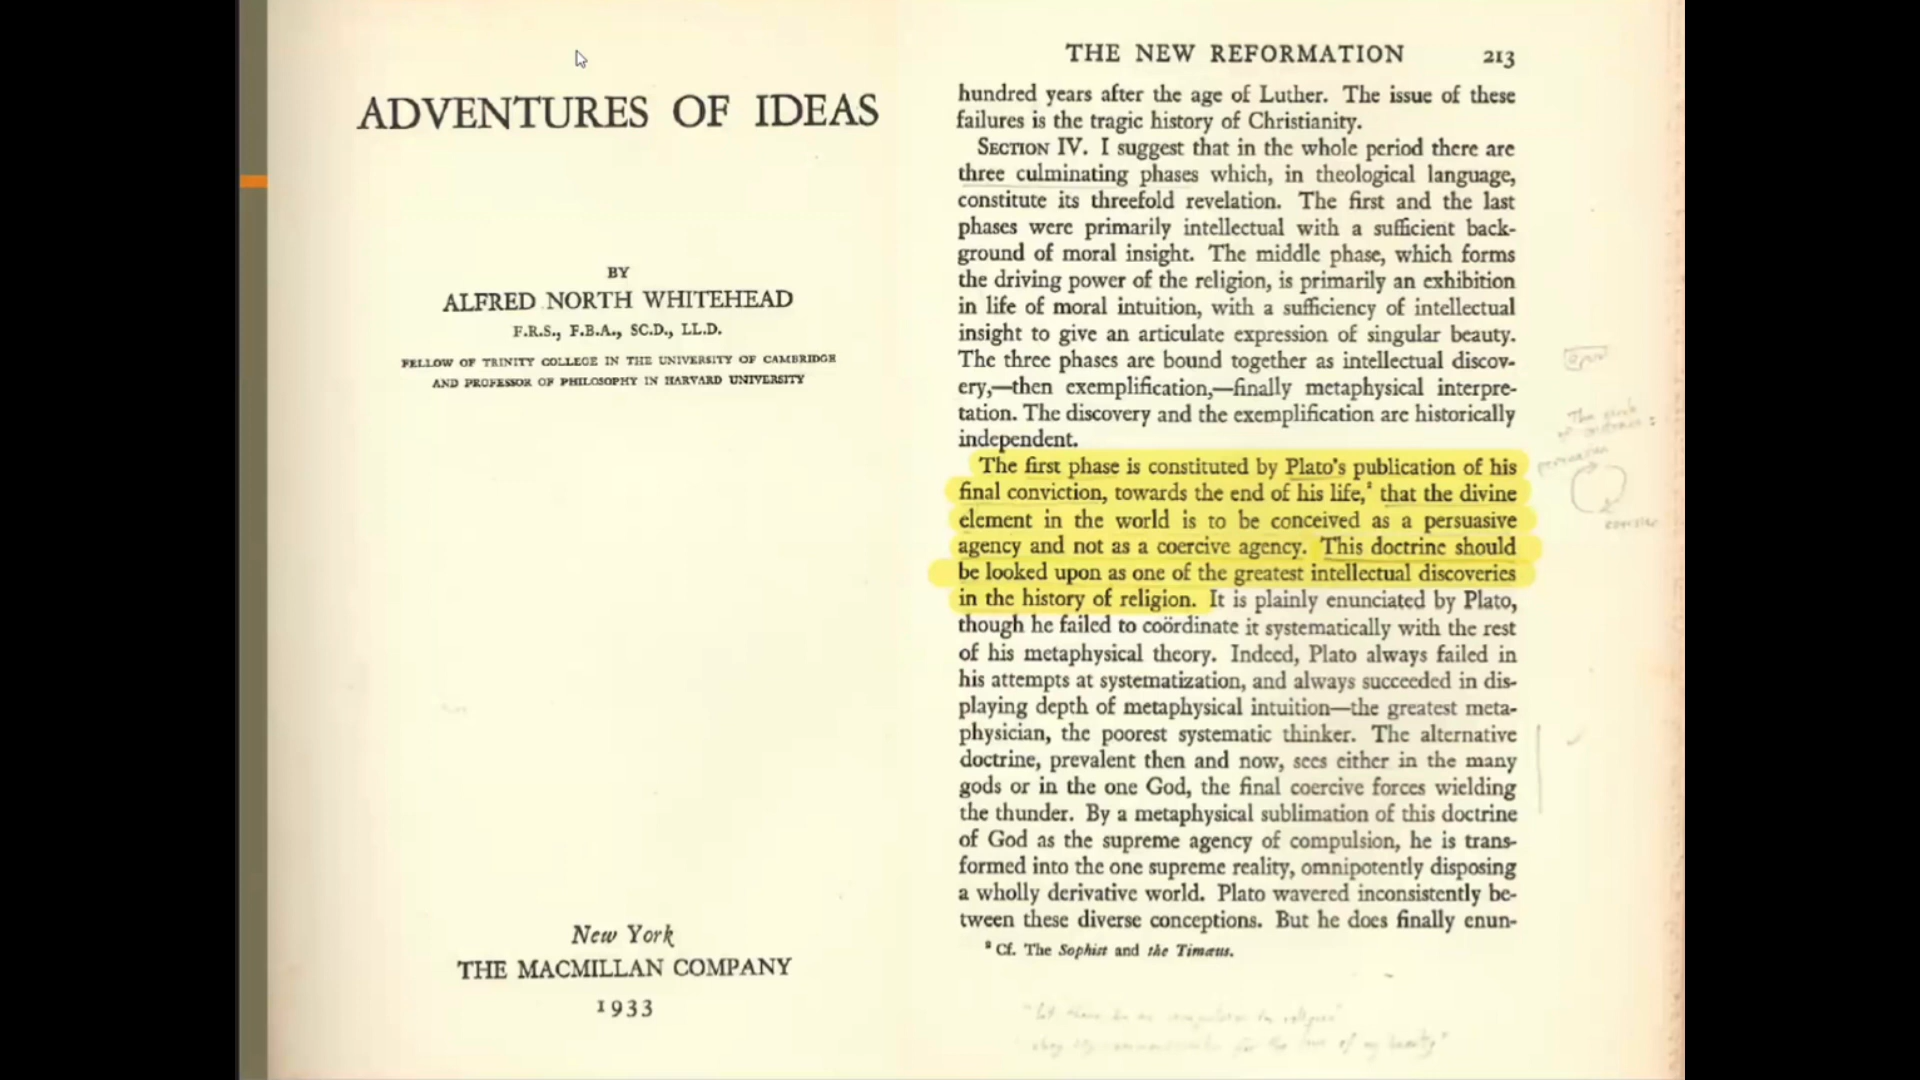 ADVENTURES OF IDEAS
BY
ALFRED NORTH WHITEHEAD
F.R.S., F.B.A., SC.D., LL.D.
FELLOW OF TRINITY COLLEGE IN THE UNIVERSITY OF CAMBRIDGE
AND PROFESSOR OF PHILOSOPHY IN HARVARD UNIVERSITY
New York
THE MACMILLAN COMPANY
1933
THE NEW REFORMATION 213
hundred years after the age of Luther. The issue of these
failures is the tragic history of Christianity.
SECTION IV. I suggest that in the whole period there are
three culminating phases which, in theological language,
constitute its threefold revelation. The first and the last
phases were primarily intellectual with a sufficient back-
ground of moral insight. The middle phase, which forms
the driving power of the religion, is primarily an exhibition
in life of moral intuition, with a sufficiency of intellectual
insight to give an articulate expression of singular beauty.
The three phases are bound together as intellectual discov-
ery,—then exemplification,—finally metaphysical interpre-
tation. The discovery and the exemplification are historically
independent.
The first phase is constituted by Plato's publication of his
final conviction, towards the end of his life,² that the divine
element in the world is to be conceived as a persuasive
agency and not as a coercive agency. This doctrine should
be looked upon as one of the greatest intellectual discoveries
in the history of religion. It is plainly enunciated by Plato,
though he failed to coördinate it systematically with the rest
of his metaphysical theory. Indeed, Plato always failed in
his attempts at systematization, and always succeeded in dis-
playing depth of metaphysical intuition—the greatest meta-
physician, the poorest systematic thinker. The alternative
doctrine, prevalent then and now, sees either in the many
gods or in the one God, the final coercive forces wielding
the thunder. By a metaphysical sublimation of this doctrine
of God as the supreme agency of compulsion, he is trans-
formed into the one supreme reality, omnipotently disposing
a wholly derivative world. Plato wavered inconsistently be-
tween these diverse conceptions. But he does finally enun-
² Cf. The Sophist and the Timæus.